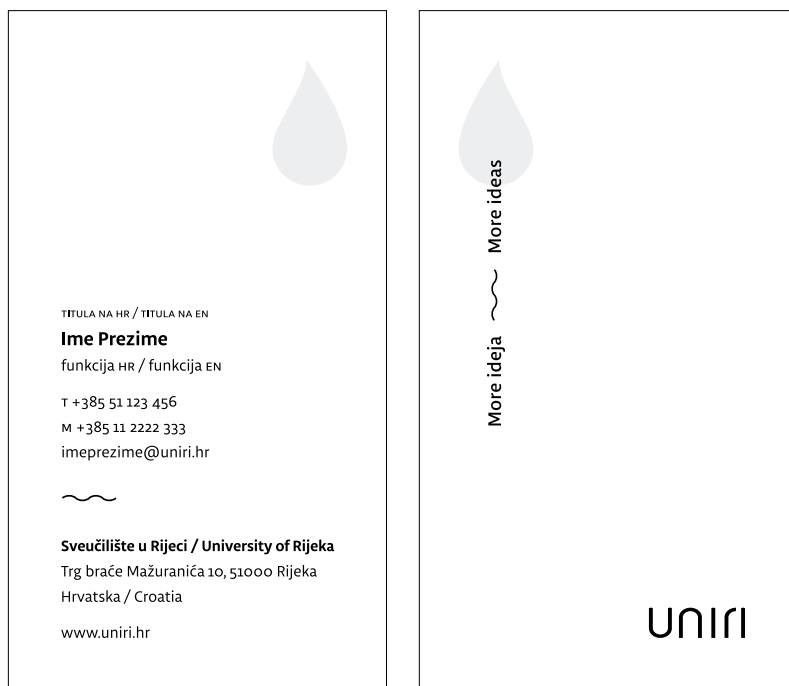 TITULA NA HR / TITULA NA EN
Ime Prezime
funkcija HR / funkcija EN
T +385 51 123 456
M +385 11 2222 333
imeprezime@uniri.hr
Sveučilište u Rijeci / University of Rijeka
Trg braće Mažuranića 10, 51000 Rijeka
Hrvatska / Croatia
www.uniri.hr
More ideja
More ideas
UNIRI